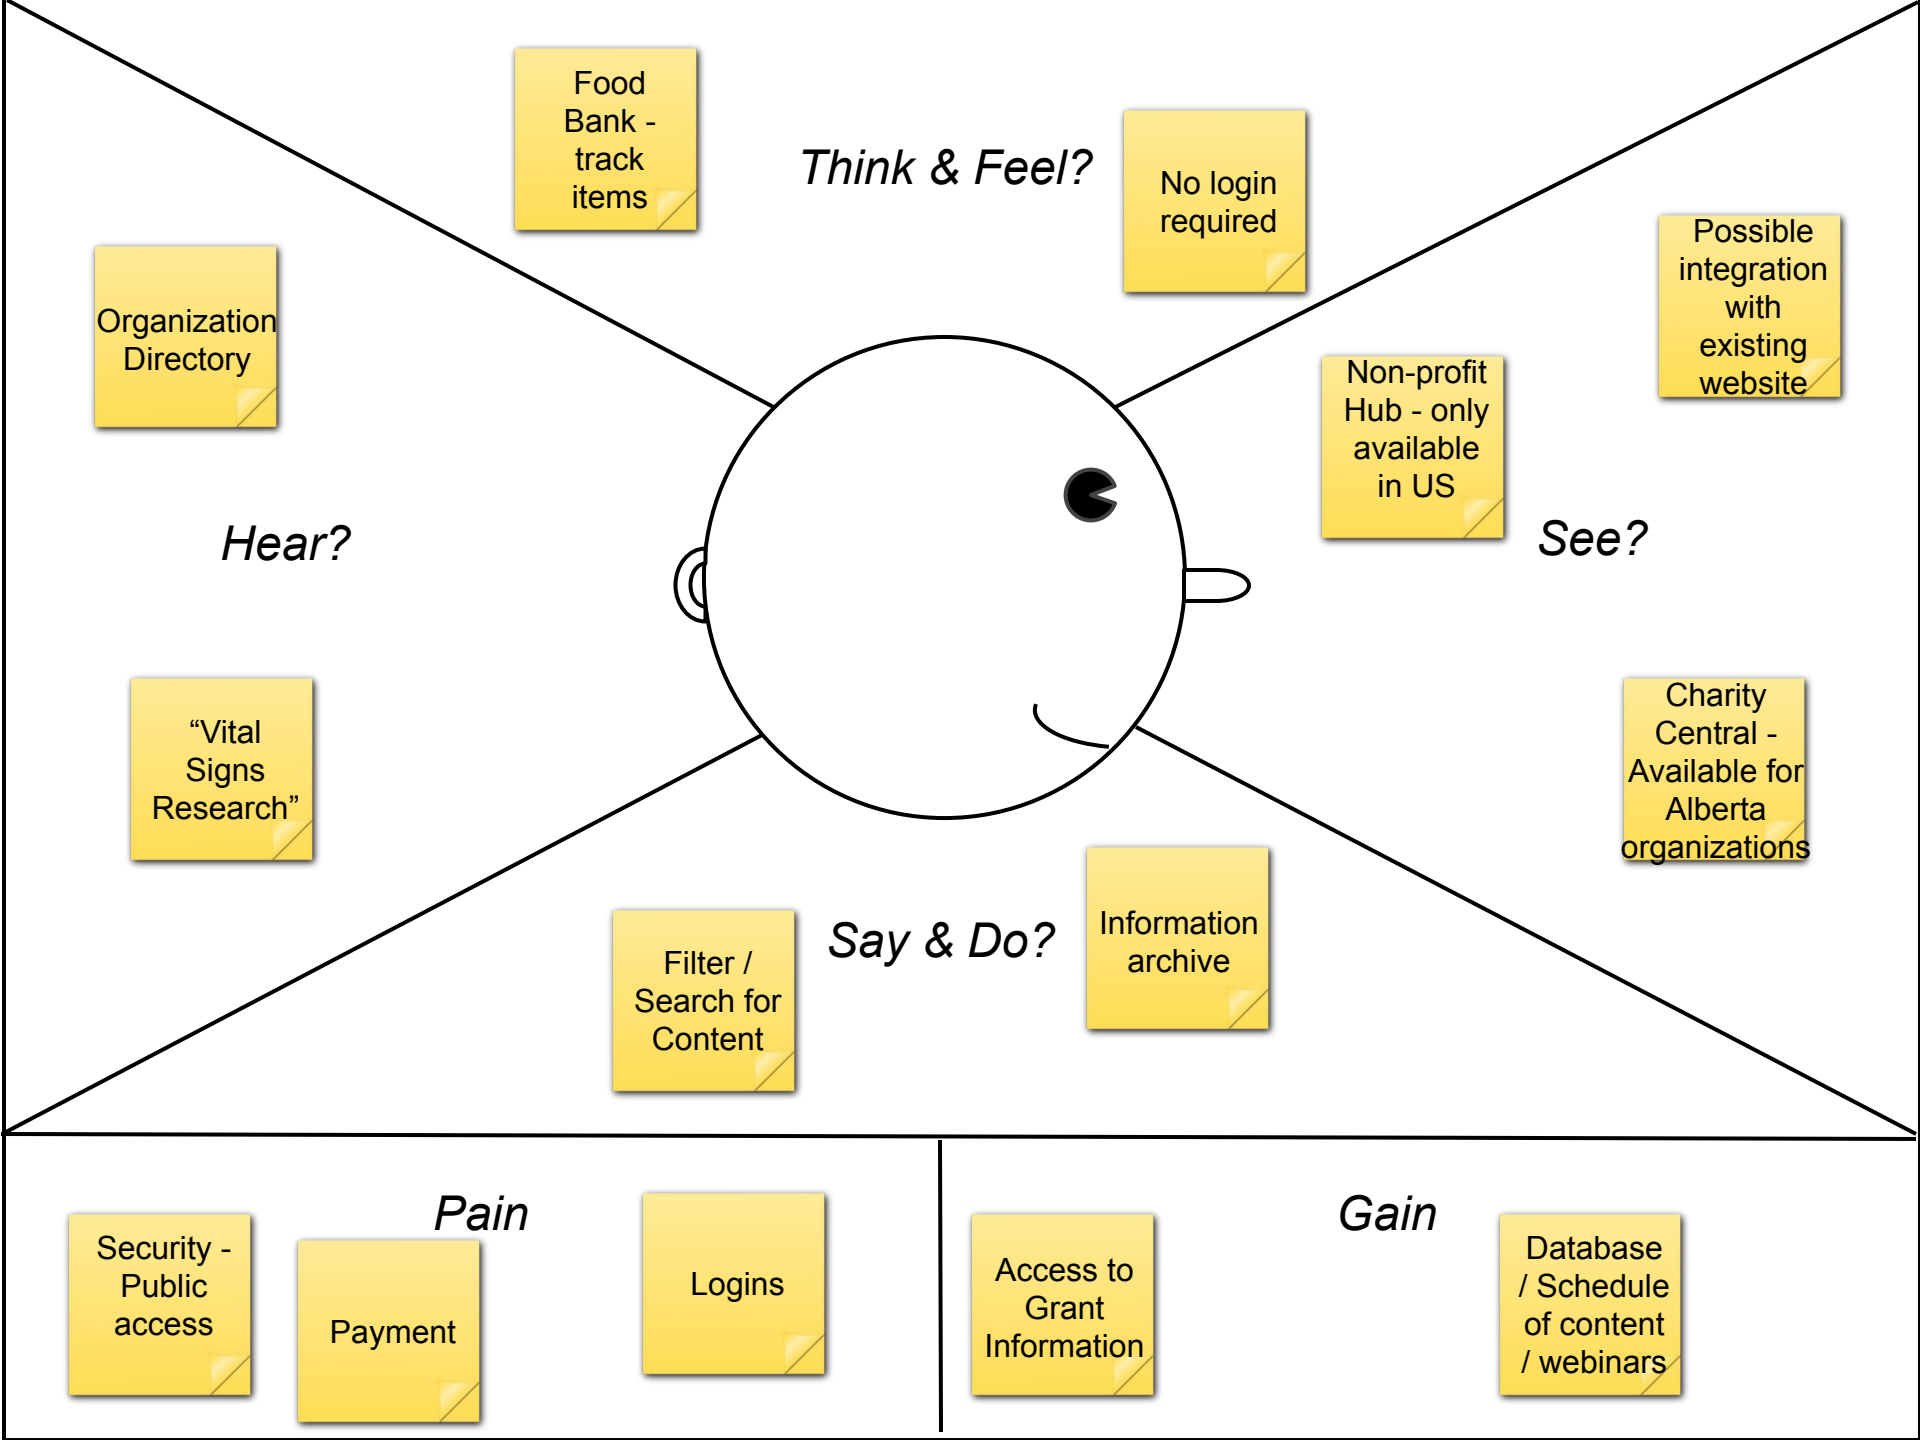 Food
Bank -
track
items
Think & Feel?
No login
required
Organization
Directory
Hear?
“Vital
Signs
Research”
Possible
integration
with
existing
website
Non-profit
Hub - only
available
in US
See?
Charity
Central -
Available for
Alberta
organizations
Filter /
Search for
Content
Say & Do?
Information
archive
Pain
Security -
Public
access
Payment
Logins
Gain
Access to
Grant
Information
Database
/ Schedule
of content
/ webinars